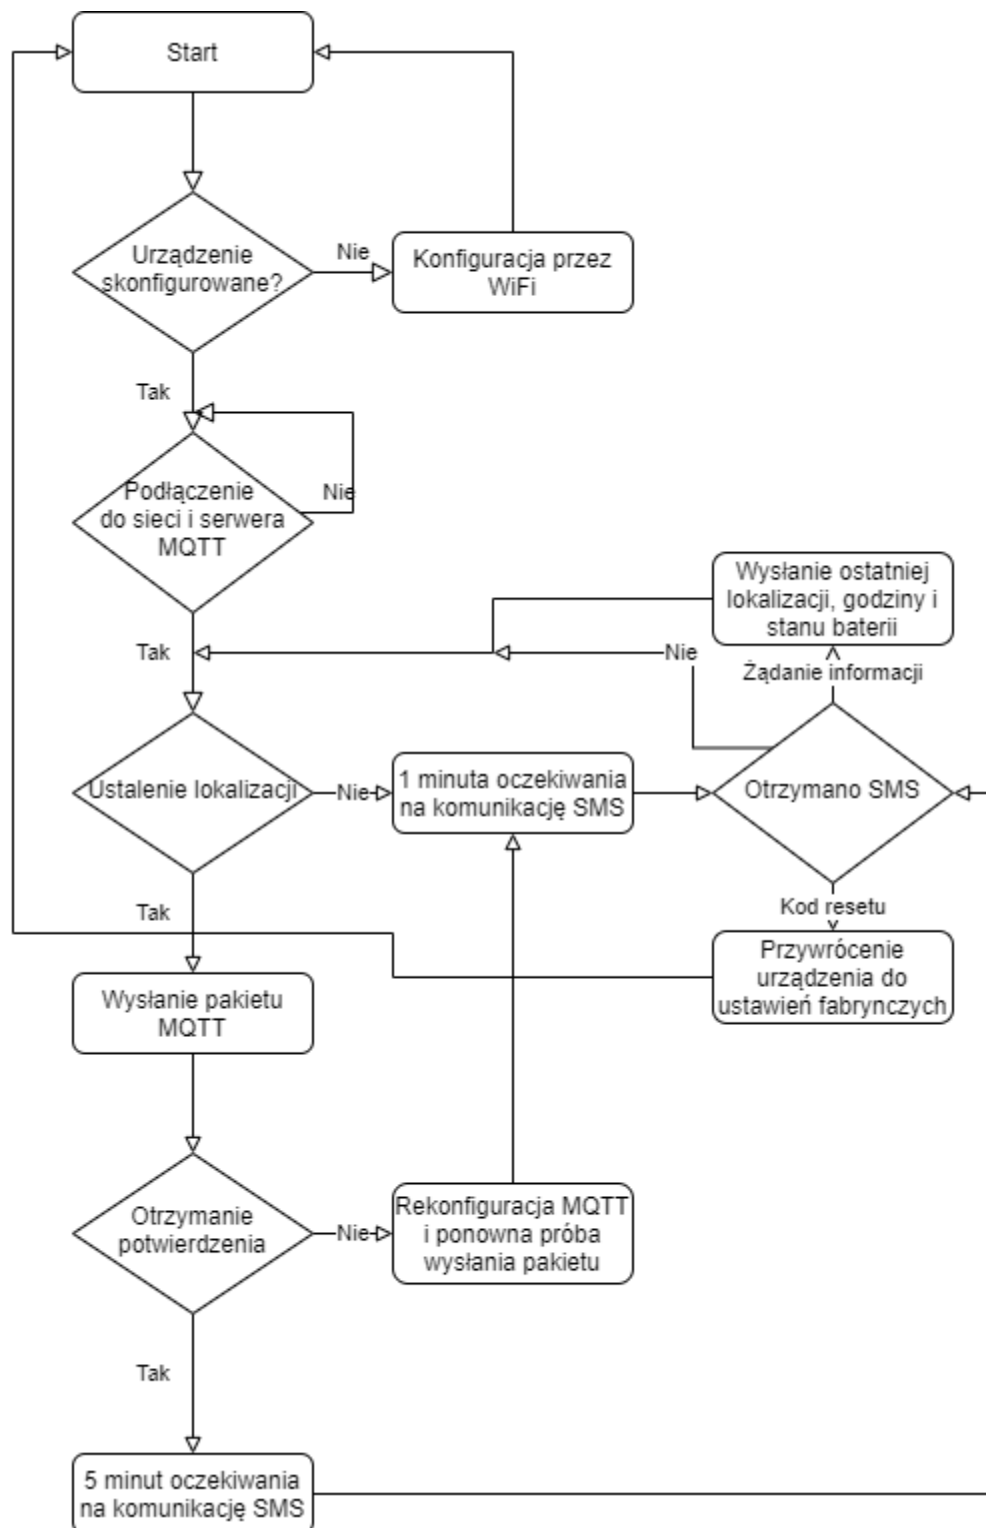 Start
Urządzenie
skonfigurowane?
Nie
Konfiguracja przez
WiFi
Tak
Podłączenie
do sieci i serwera
MQTT
Nie
Tak
Wysłanie ostatniej
lokalizacji, godziny i
stanu baterii
Nie
Żądanie informacji
Ustalenie lokalizacji
Nie
1 minuta oczekiwania
na komunikację SMS
Otrzymano SMS
Tak
Kod resetu
Przywrócenie
urządzenia do
ustawień fabrynczych
Wysłanie pakietu
MQTT
Otrzymanie
potwierdzenia
Nie
Rekonfiguracja MQTT
i ponowna próba
wysłania pakietu
Tak
5 minut oczekiwania
na komunikację SMS